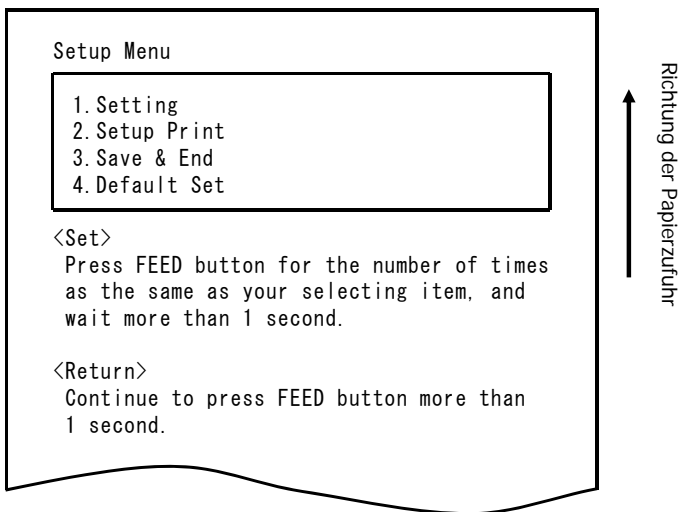 Setup Menu
1.Setting
2.Setup Print
3.Save & End
4.Default Set
<Set>
Press FEED button for the number of times
as the same as your selecting item, and
wait more than 1 second.
<Return>
Continue to press FEED button more than
1 second.
Richtung der Papierzufuhr